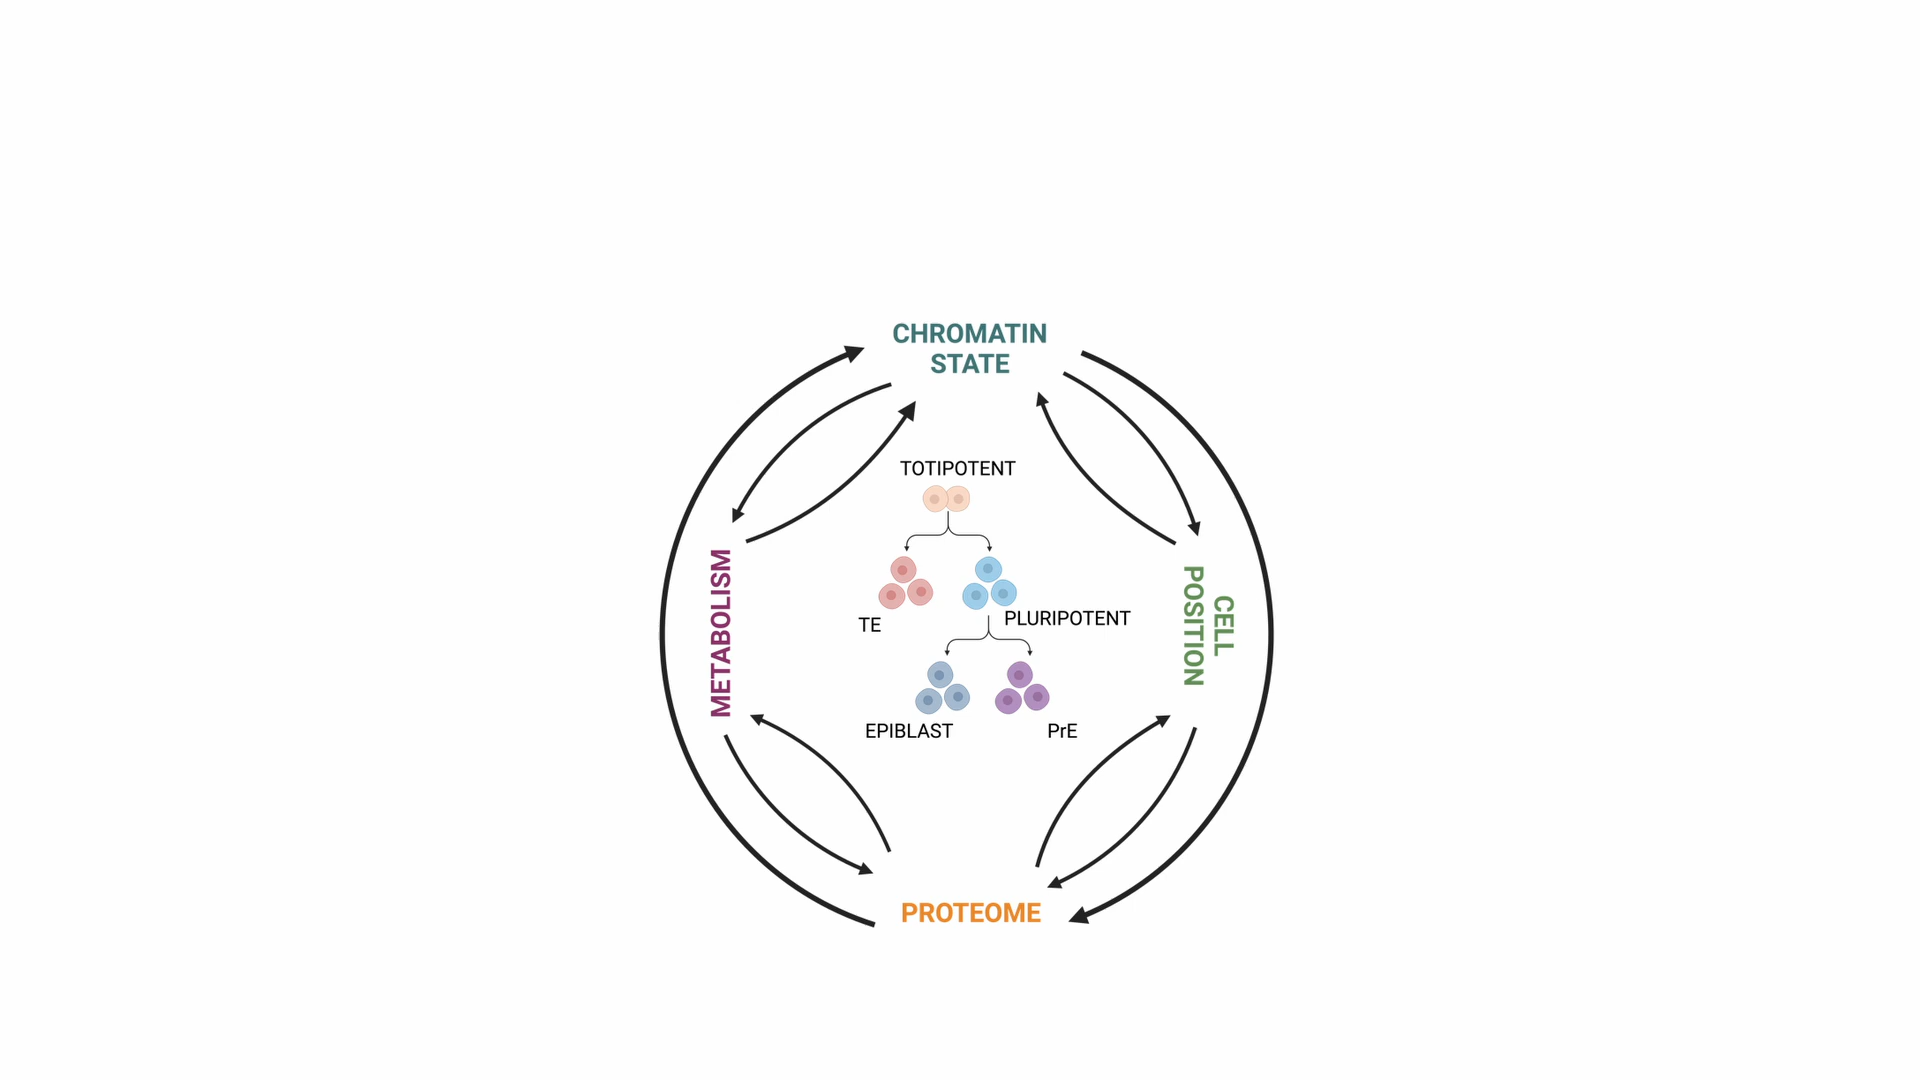 CHROMATIN
STATE
TOTIPOTENT
METABOLISM
CELL
POSITION
TE
PLURIPOTENT
EPIBLAST
PrE
PROTEOME